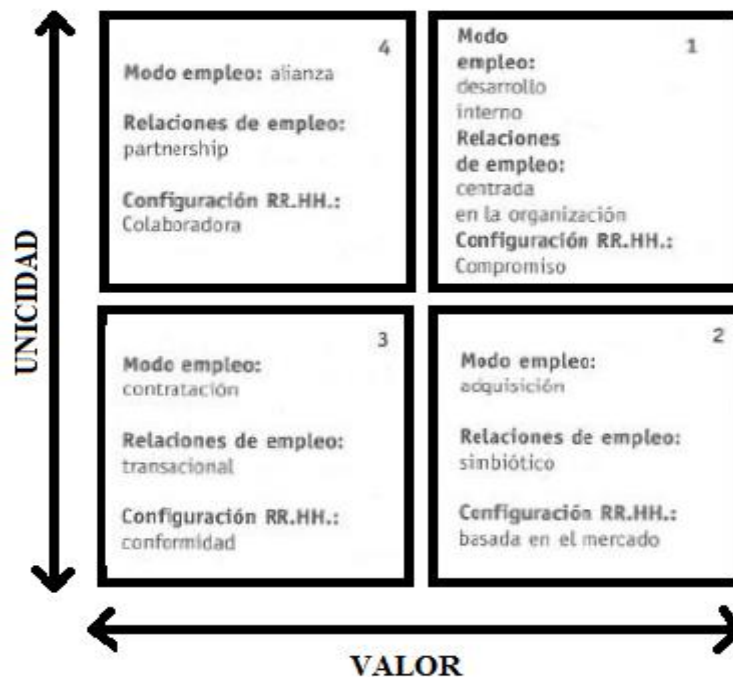 4
Modo empleo: alianza
Relaciones de empleo:
partnership
Configuración RR.HH.:
Colaboradora
1
Modo
empleo:
desarrollo
interno
Relaciones
de empleo:
centrada
en la organización
Configuración RR.HH.:
Compromiso
UNICIDAD
3
Modo empleo:
contratación
Relaciones de empleo:
transacional
Configuración RR.HH.:
conformidad
2
Modo empleo:
adquisición
Relaciones de empleo:
simbiótico
Configuración RR.HH.:
basada en el mercado
VALOR